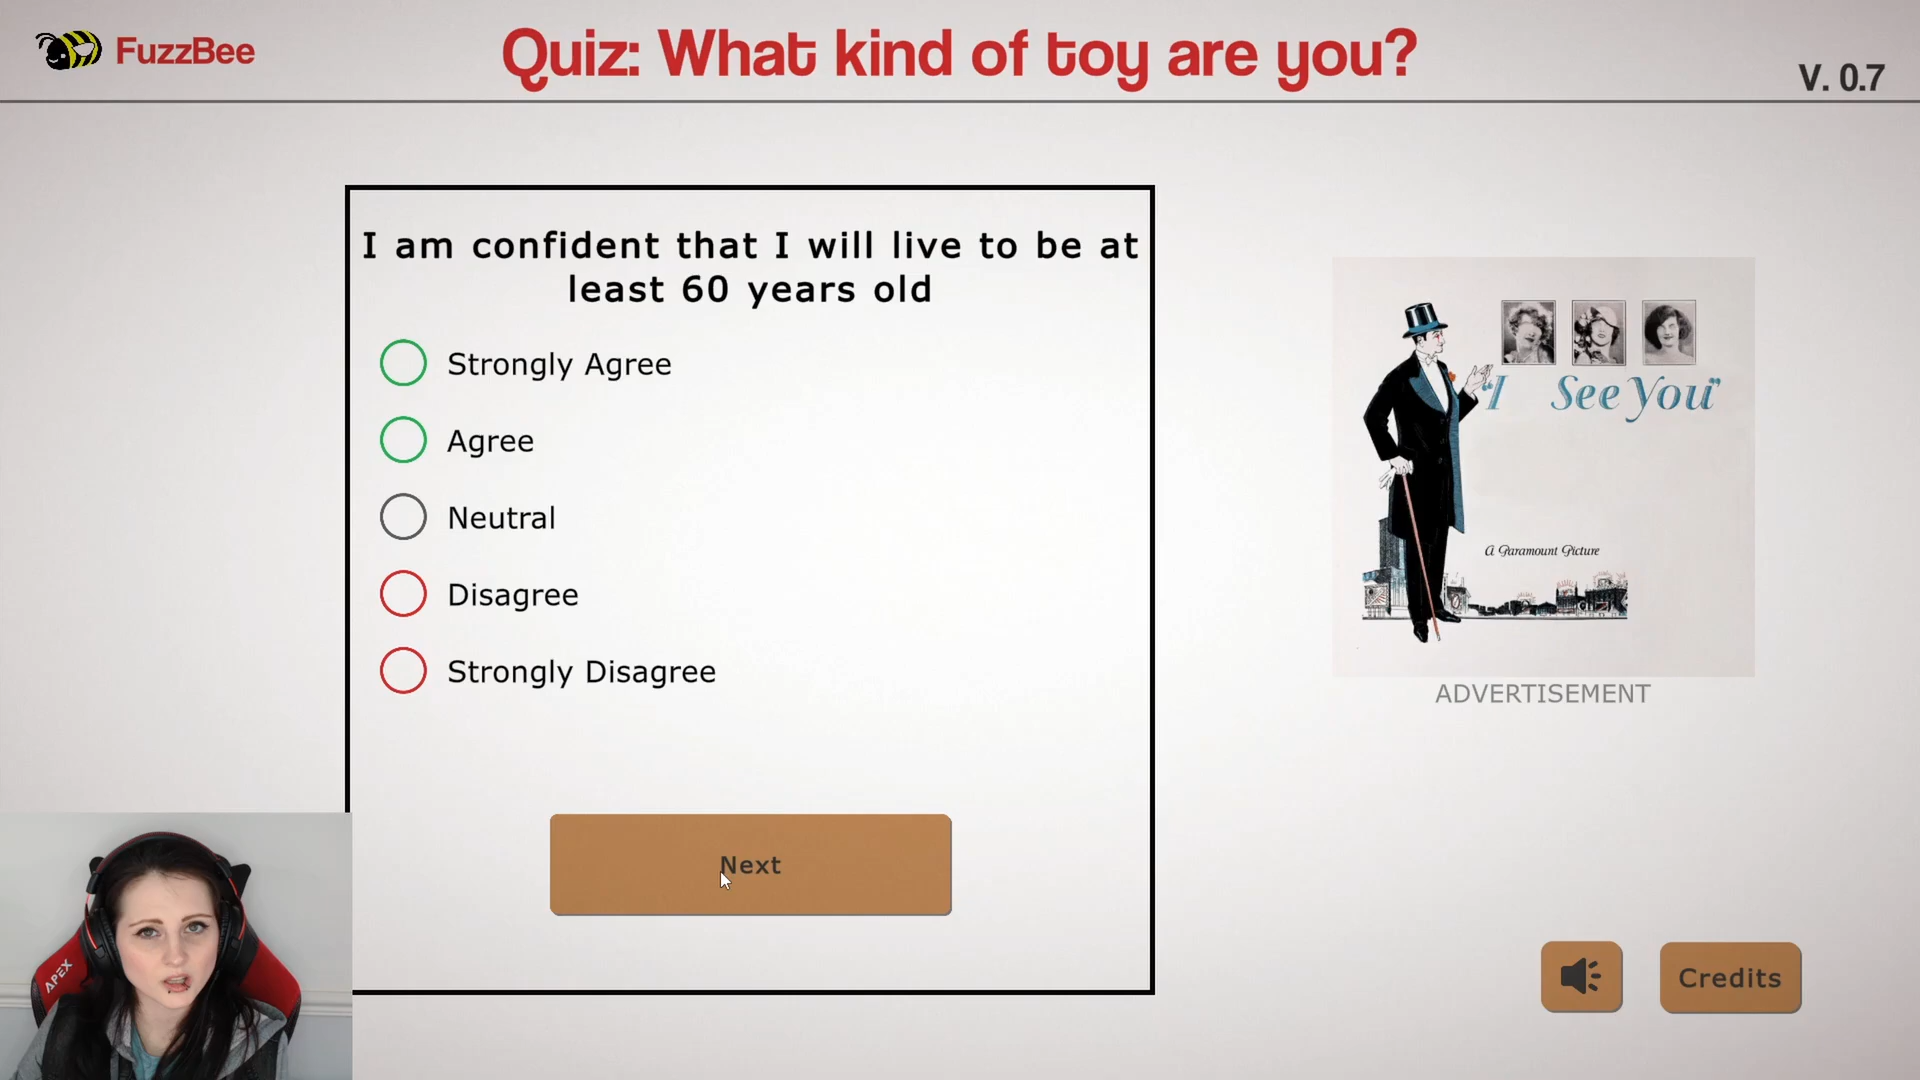 FuzzBee
Quiz: What kind of toy are you?
V. 0.7
I am confident that I will live to be at
least 60 years old
Strongly Agree
Agree
Neutral
Disagree
Strongly Disagree
Next
"I See You"
A Paramount Picture
ADVERTISEMENT
Credits
APEX